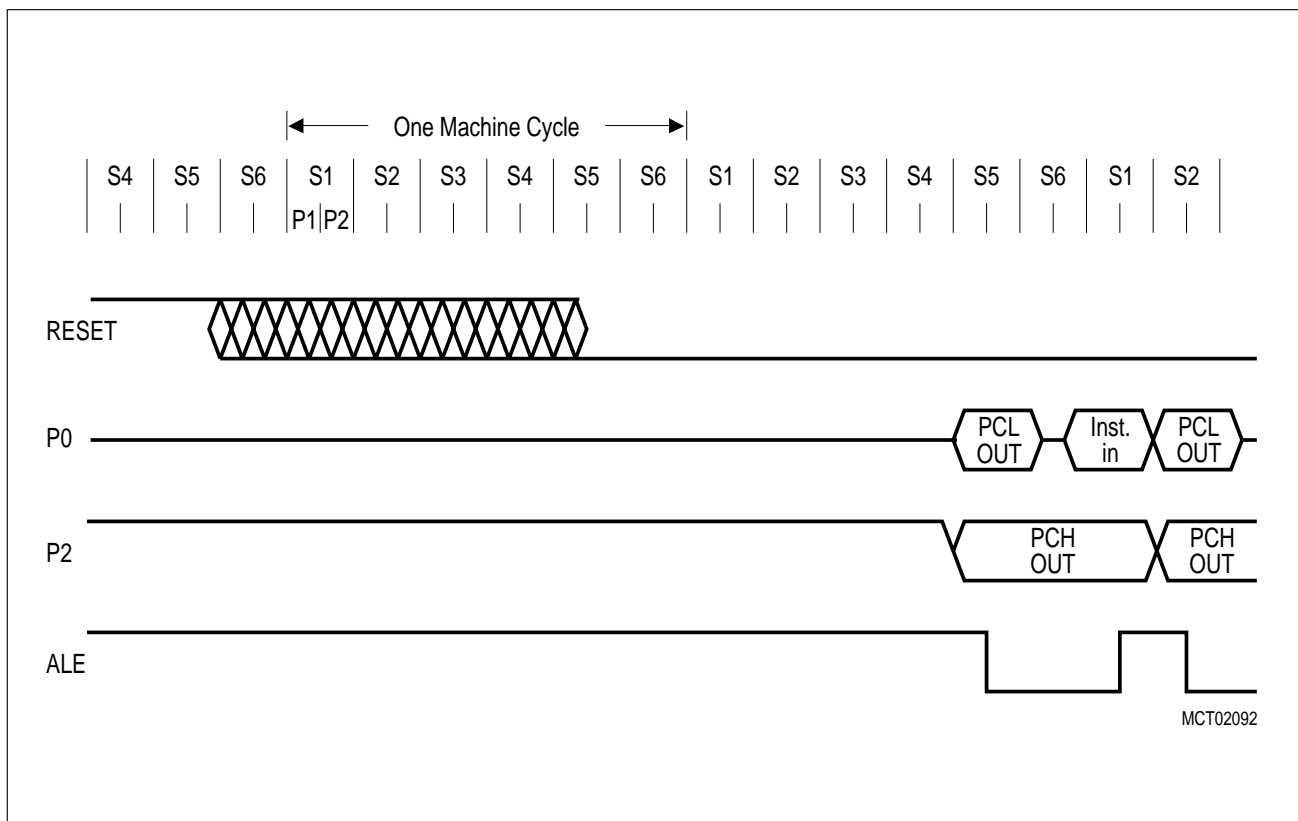 One Machine Cycle
S4 S5 S6 S1 S2 S3 S4 S5 S6 S1 S2 S3 S4 S5 S6 S1 S2
P1 P2
RESET
P0
PCL
OUT
Inst.
in
PCL
OUT
P2
PCH
OUT
PCH
OUT
ALE
MCT02092